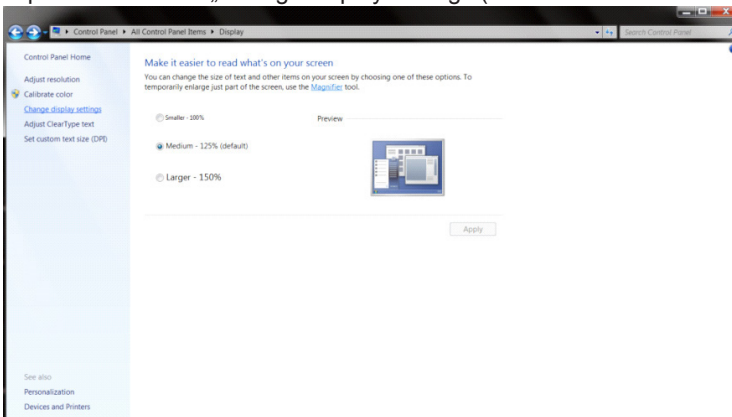 Control Panel ▸ All Control Panel Items ▸ Display
Search Control Panel
Control Panel Home
Adjust resolution
Calibrate color
Change display settings
Adjust ClearType text
Set custom text size (DPI)
Make it easier to read what's on your screen
You can change the size of text and other items on your screen by choosing one of these options. To
temporarily enlarge just part of the screen, use the Magnifier tool.
Smaller - 100%
Preview
Medium - 125% (default)
Larger - 150%
Apply
See also
Personalization
Devices and Printers